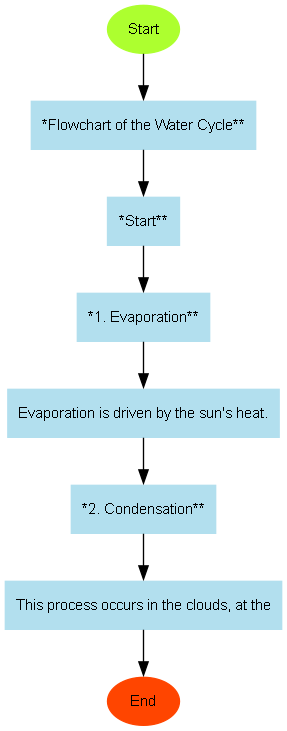 Start
*Flowchart of the Water Cycle**
*Start**
*1. Evaporation**
Evaporation is driven by the sun's heat.
*2. Condensation**
This process occurs in the clouds, at the
End